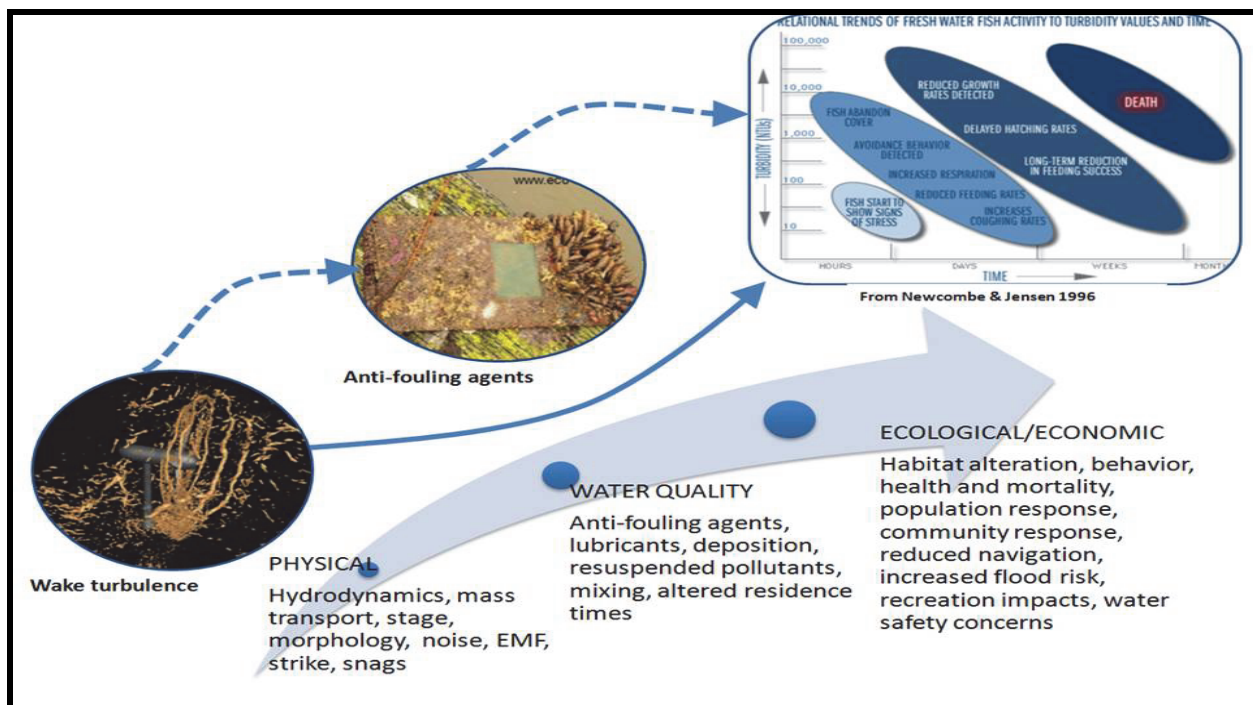 RELATIONAL TRENDS OF FRESH WATER FISH ACTIVITY TO TURBIDITY VALUES AND TIME
100,000
10,000
1,000
100
10
TURBIDITY (NTUs)
REDUCED GROWTH
RATES DETECTED
DEATH
FISH ABANDON
COVER
DELAYED HATCHING RATES
AVOIDANCE BEHAVIOR
DETECTED
LONG-TERM REDUCTION
IN FEEDING SUCCESS
INCREASED RESPIRATION
REDUCED FEEDING RATES
FISH START TO
SHOW SIGNS
OF STRESS
INCREASES
COUGHING RATES
HOURS
DAYS
WEEKS
MONTH
TIME
From Newcombe & Jensen 1996
www.eco
Anti-fouling agents
Wake turbulence
PHYSICAL
Hydrodynamics, mass
transport, stage,
morphology, noise, EMF,
strike, snags
WATER QUALITY
Anti-fouling agents,
lubricants, deposition,
resuspended pollutants,
mixing, altered residence
times
ECOLOGICAL/ECONOMIC
Habitat alteration, behavior,
health and mortality,
population response,
community response,
reduced navigation,
increased flood risk,
recreation impacts, water
safety concerns